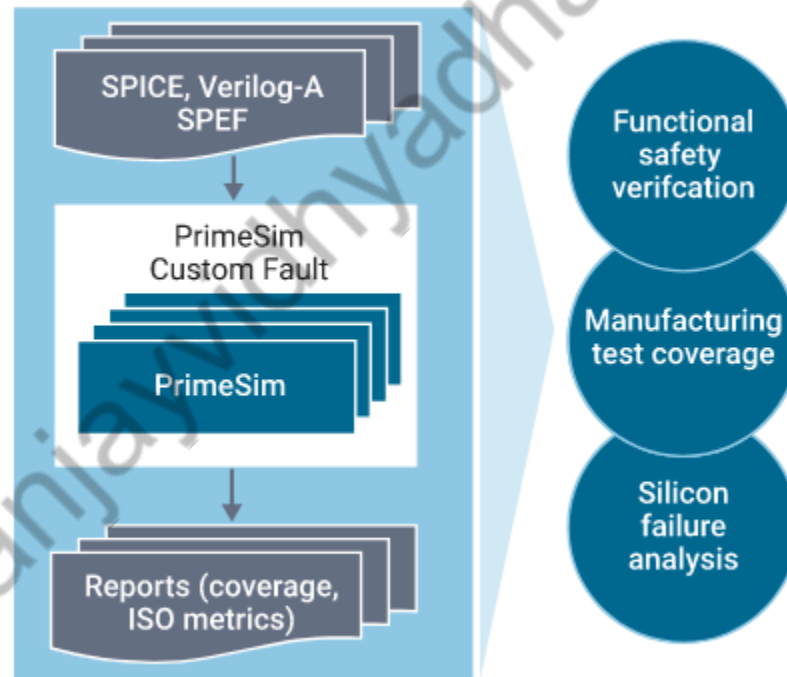 SPICE, Verilog-A
SPEF
PrimeSim
Custom Fault
PrimeSim
Reports (coverage,
ISO metrics)
Functional
safety
verifcation
Manufacturing
test coverage
Silicon
failure
analysis
anjayvidhyadha